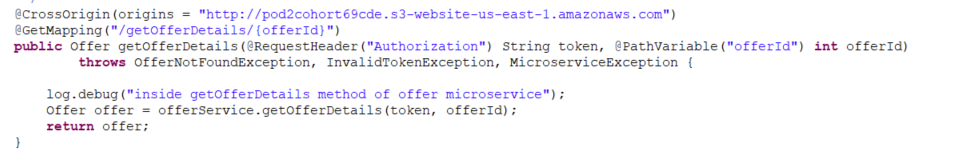 @CrossOrigin(origins = "http://pod2cohort69cde.s3-website-us-east-1.amazonaws.com")
@GetMapping("/getOfferDetails/{offerId}")
public Offer getOfferDetails(@RequestHeader("Authorization") String token, @PathVariable("offerId") int offerId)
        throws OfferNotFoundException, InvalidTokenException, MicroserviceException {
    log.debug("inside getOfferDetails method of offer microservice");
    Offer offer = offerService.getOfferDetails(token, offerId);
    return offer;
}